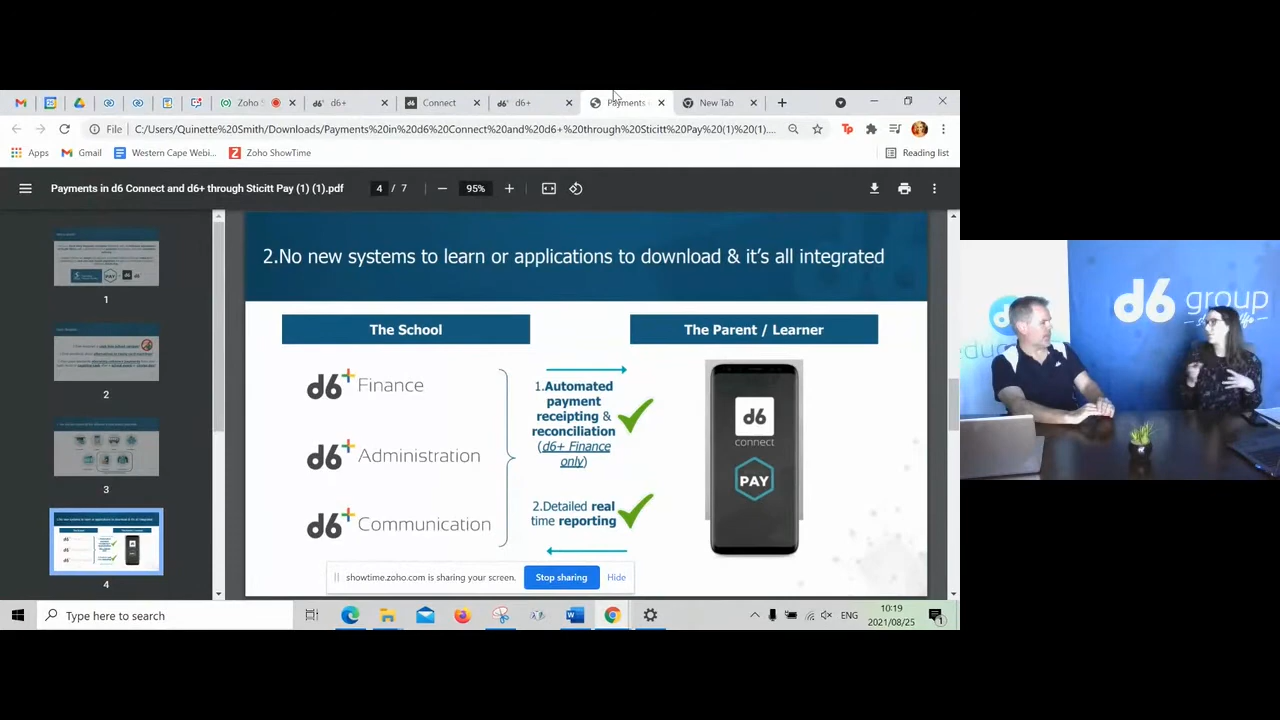 Zoho S
d6+
Connect
d6+
Payments i
New Tab
File
C:/Users/Quinette%20Smith/Downloads/Payments%20in%20d6%20Connect%20and%20d6+%20through%20Sticitt%20Pay%20(1)%20(1)....
Apps
Gmail
Western Cape Webi...
Zoho ShowTime
Reading list
Payments in d6 Connect and d6+ through Sticitt Pay (1) (1).pdf
4 / 7
95%
1
2
3
4
2.No new systems to learn or applications to download & it's all integrated
The School
The Parent / Learner
d6+ Finance
d6+ Administration
d6+ Communication
1.Automated
payment
receipting &
reconciliation
(d6+ Finance
only)
2.Detailed real
time reporting
d6
connect
PAY
showtime.zoho.com is sharing your screen.
Stop sharing
Hide
Type here to search
ENG
10:19
2021/08/25
d6 group